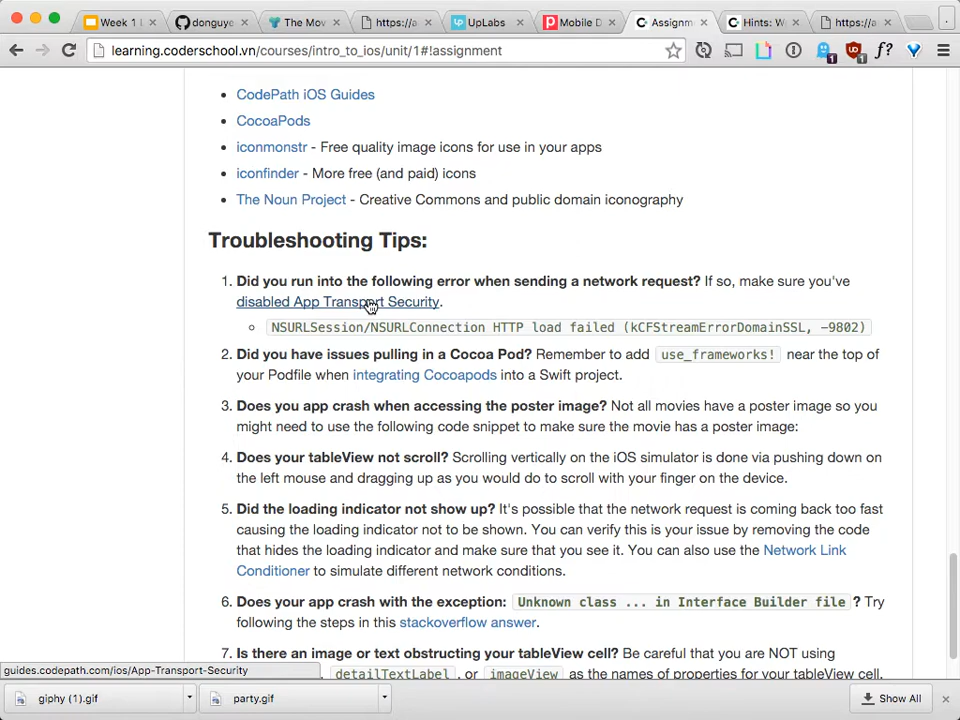 Week 1
donguye
The Mov
https://a
UpLabs
Mobile D
Assignm
Hints: W
https://a
learning.coderschool.vn/courses/intro_to_ios/unit/1#!assignment
f?
1
1
CodePath iOS Guides
CocoaPods
iconmonstr - Free quality image icons for use in your apps
iconfinder - More free (and paid) icons
The Noun Project - Creative Commons and public domain iconography
Troubleshooting Tips:
1. Did you run into the following error when sending a network request? If so, make sure you've
disabled App Transport Security.
NSURLSession/NSURLConnection HTTP load failed (kCFStreamErrorDomainSSL, -9802)
2. Did you have issues pulling in a Cocoa Pod? Remember to add use_frameworks! near the top of
your Podfile when integrating Cocoapods into a Swift project.
3. Does you app crash when accessing the poster image? Not all movies have a poster image so you
might need to use the following code snippet to make sure the movie has a poster image:
4. Does your tableView not scroll? Scrolling vertically on the iOS simulator is done via pushing down on
the left mouse and dragging up as you would do to scroll with your finger on the device.
5. Did the loading indicator not show up? It's possible that the network request is coming back too fast
causing the loading indicator not to be shown. You can verify this is your issue by removing the code
that hides the loading indicator and make sure that you see it. You can also use the Network Link
Conditioner to simulate different network conditions.
6. Does your app crash with the exception: Unknown class ... in Interface Builder file ? Try
following the steps in this stackoverflow answer.
7. Is there an image or text obstructing your tableView cell? Be careful that you are NOT using
detailTextLabel, or imageView as the names of properties for your tableView cell.
guides.codepath.com/ios/App-Transport-Security
giphy (1).gif
party.gif
Show All